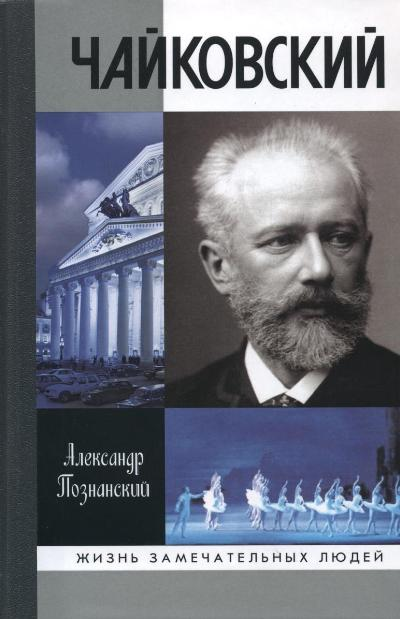 ЧАЙКОВСКИЙ
Александр
Познанский
ЖИЗНЬ ЗАМЕЧАТЕЛЬНЫХ ЛЮДЕЙ